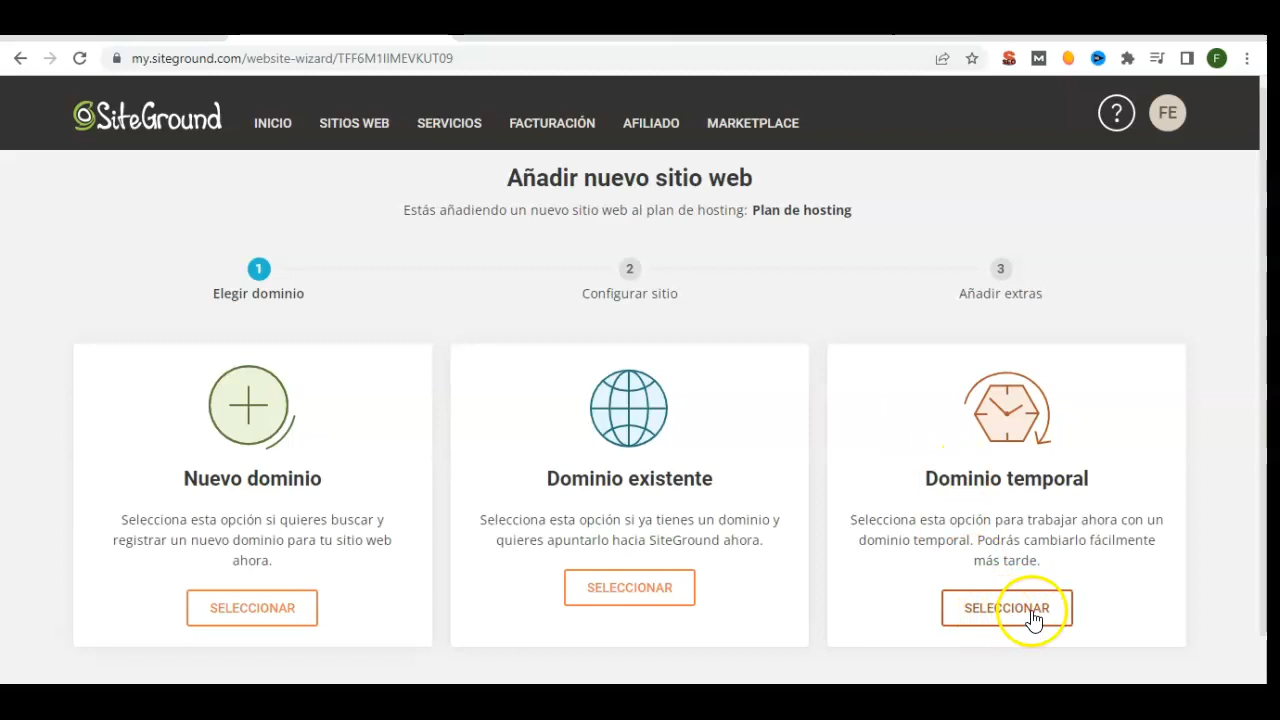 my.siteground.com/website-wizard/TFF6M1IIMEVKUT09
F
SiteGround
INICIO
SITIOS WEB
SERVICIOS
FACTURACIÓN
AFILIADO
MARKETPLACE
?
FE
Añadir nuevo sitio web
Estás añadiendo un nuevo sitio web al plan de hosting: Plan de hosting
1
Elegir dominio
2
Configurar sitio
3
Añadir extras
Nuevo dominio
Selecciona esta opción si quieres buscar y
registrar un nuevo dominio para tu sitio web
ahora.
SELECCIONAR
Dominio existente
Selecciona esta opción si ya tienes un dominio y
quieres apuntarlo hacia SiteGround ahora.
SELECCIONAR
Dominio temporal
Selecciona esta opción para trabajar ahora con un
dominio temporal. Podrás cambiarlo fácilmente
más tarde.
SELECCIONAR